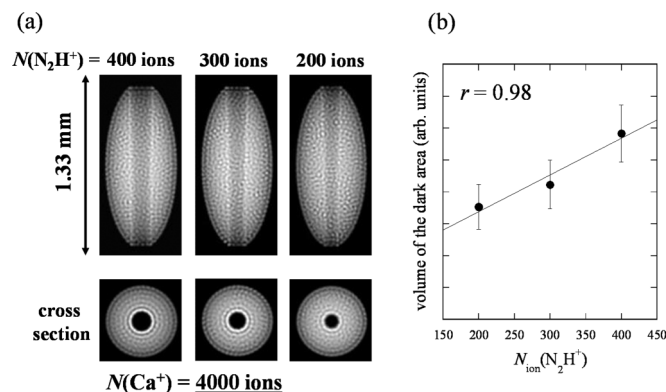 (a)
N(N₂H⁺) = 400 ions 300 ions 200 ions
1.33 mm
cross
section
N(Ca⁺) = 4000 ions
(b)
r = 0.98
volume of the dark area (arb. units)
150 200 250 300 350 400 450
N_ion(N₂H⁺)